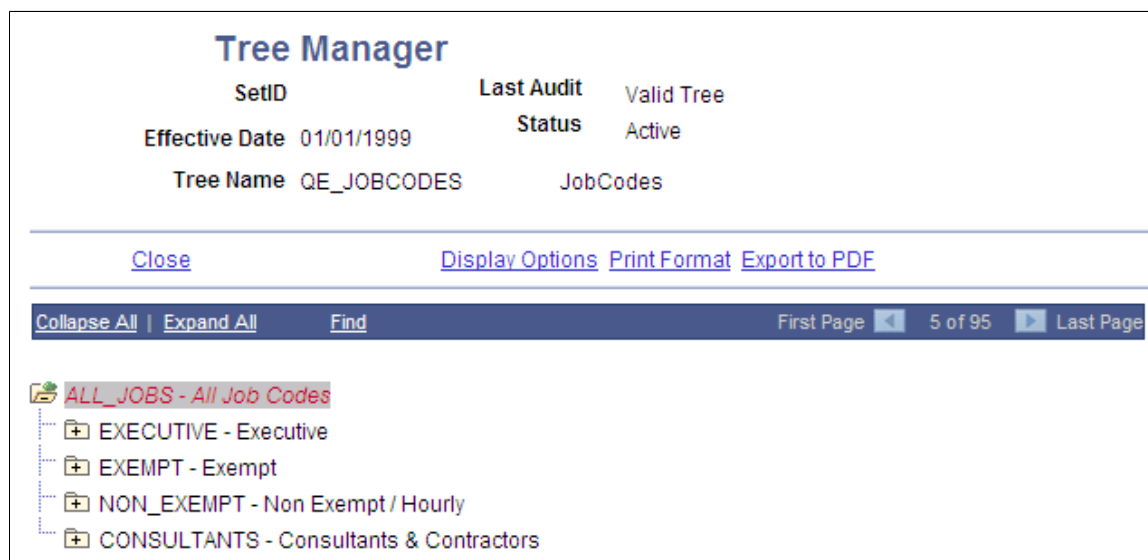 Tree Manager
SetID Last Audit Valid Tree
Effective Date 01/01/1999 Status Active
Tree Name QE_JOBCODES JobCodes
Close Display Options Print Format Export to PDF
Collapse All | Expand All Find First Page 5 of 95 Last Page
ALL_JOBS - All Job Codes
EXECUTIVE - Executive
EXEMPT - Exempt
NON_EXEMPT - Non Exempt / Hourly
CONSULTANTS - Consultants & Contractors